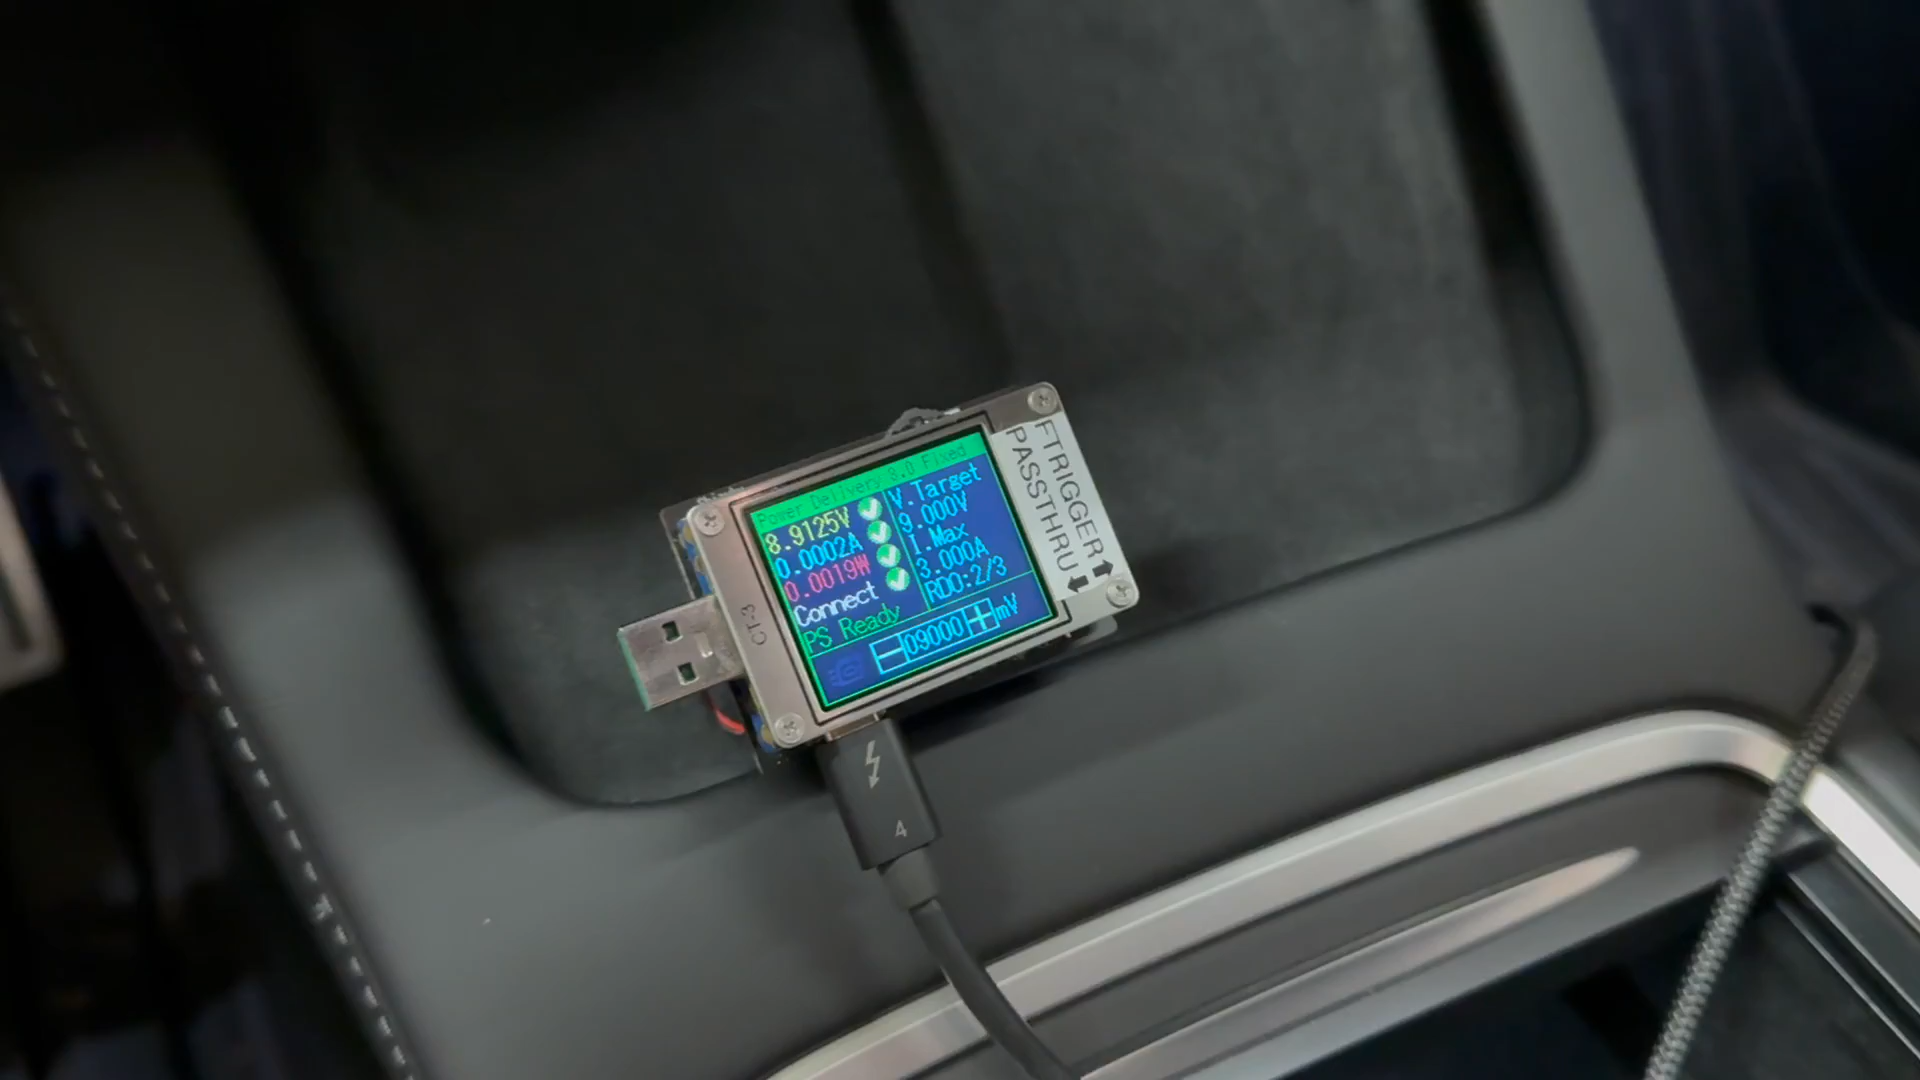 Power Delivery 3.0 Fixed
8.9125V
0.0002A
0.0019W
Connect
PS Ready
V.Target
9.000V
I.Max
3.000A
RDO:2/3
09000 mV
FTRIGGER
PASSTHRU
CT-3
4